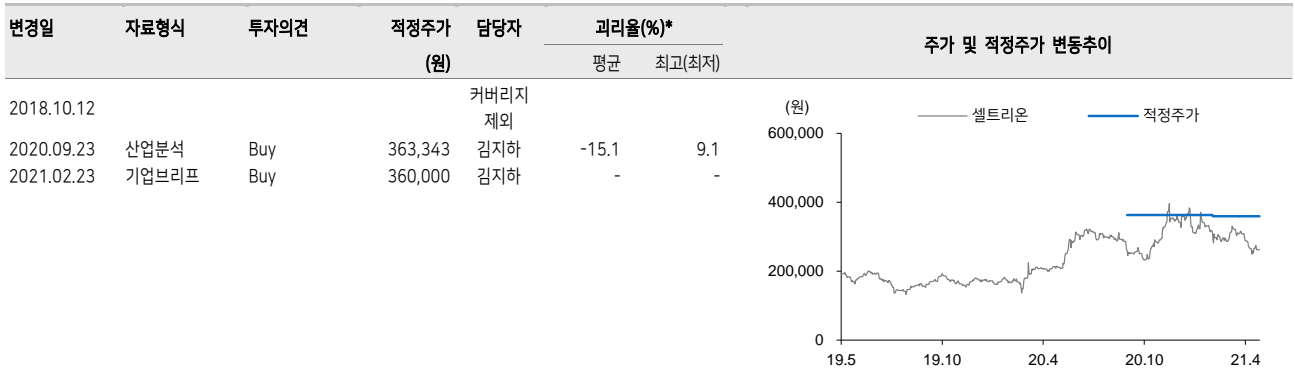 변경일 자료형식 투자의견 적정주가 담당자 괴리율(%)* 주가 및 적정주가 변동추이
(원) 평균 최고(최저)
2018.10.12 커버리지
제외
2020.09.23 산업분석 Buy 363,343 김지하 -15.1 9.1
2021.02.23 기업브리프 Buy 360,000 김지하 - -
(원) 셀트리온 적정주가
600,000
400,000
200,000
0
19.5 19.10 20.4 20.10 21.4